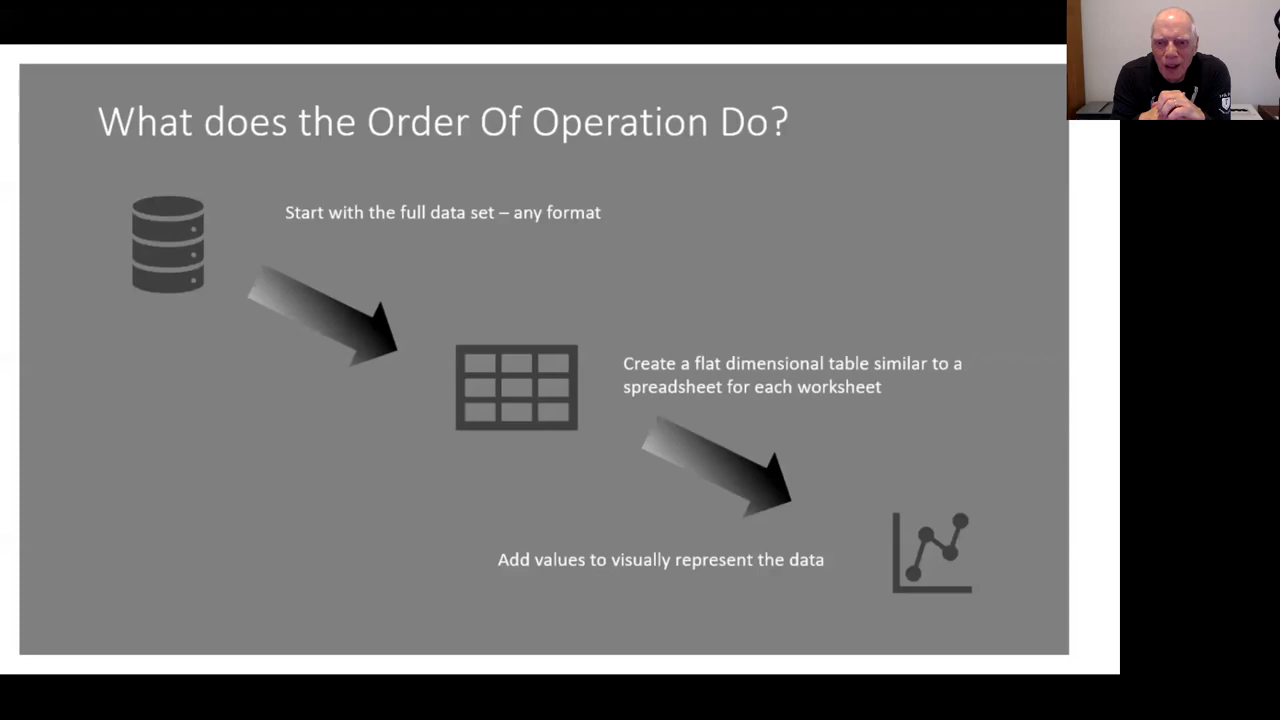 What does the Order Of Operation Do?
Start with the full data set – any format
Create a flat dimensional table similar to a
spreadsheet for each worksheet
Add values to visually represent the data